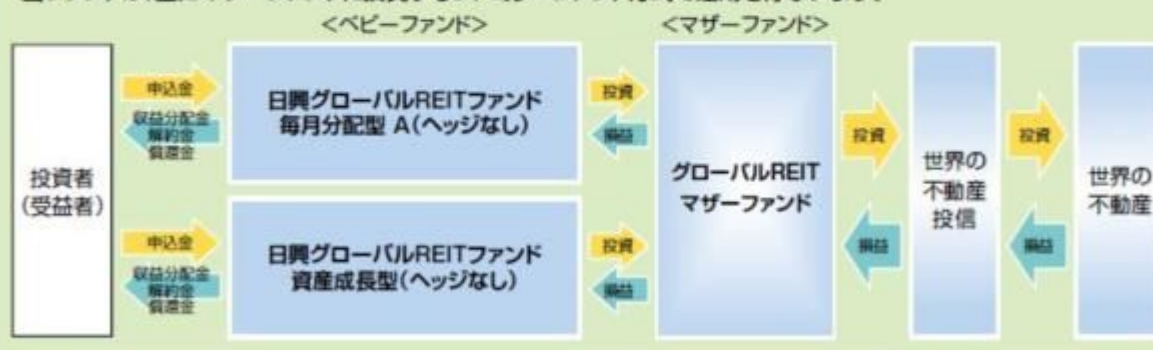 <ベビーファンド>
<マザーファンド>
投資者
(受益者)
申込金
収益分配金
解約金
償還金
日興グローバルREITファンド
毎月分配型 A(ヘッジなし)
投資
損益
申込金
収益分配金
解約金
償還金
日興グローバルREITファンド
資産成長型(ヘッジなし)
投資
損益
グローバルREIT
マザーファンド
投資
損益
世界の
不動産
投信
投資
損益
世界の
不動産